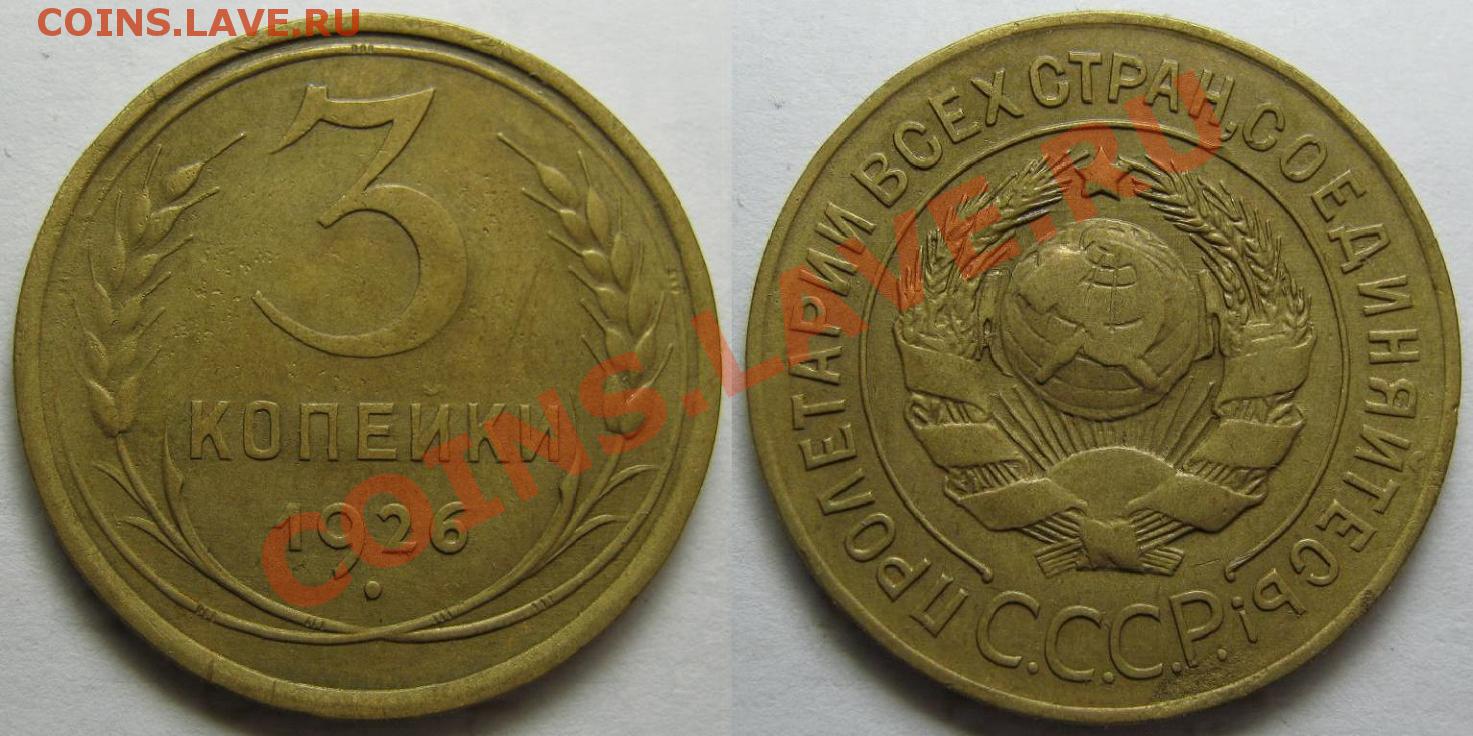 COINS.LAVE.RU
3
КОПЕЙКИ
1926
ПРОЛЕТАРИИ ВСЕХ СТРАН, СОЕДИНЯЙТЕСЬ!
С.С.С.Р.
COINS.LAVE.RU